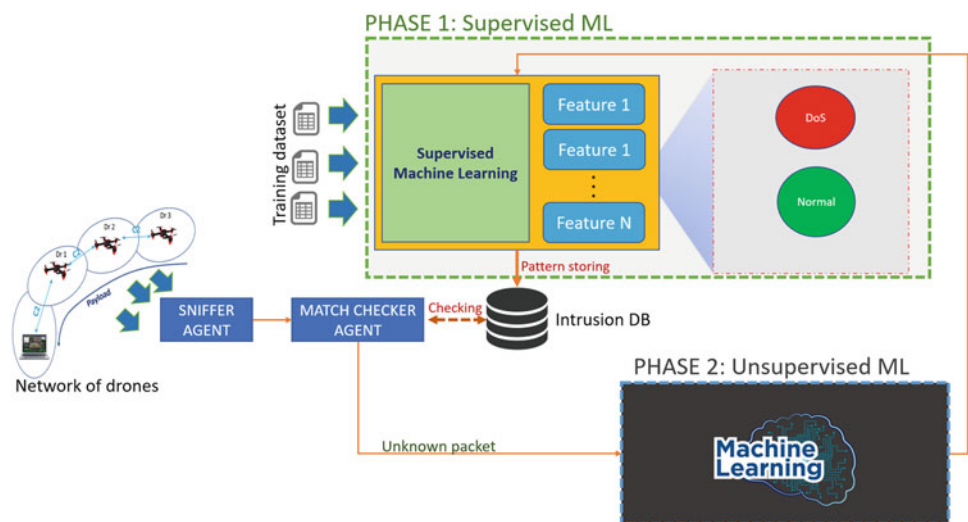 PHASE 1: Supervised ML
Training dataset
Supervised
Machine Learning
Feature 1
Feature 1
Feature N
DoS
Normal
Pattern storing
Dr 1
Dr 2
Dr 3
Payload
SNIFFER
AGENT
MATCH CHECKER
AGENT
Checking
Intrusion DB
Network of drones
PHASE 2: Unsupervised ML
Unknown packet
Machine
Learning